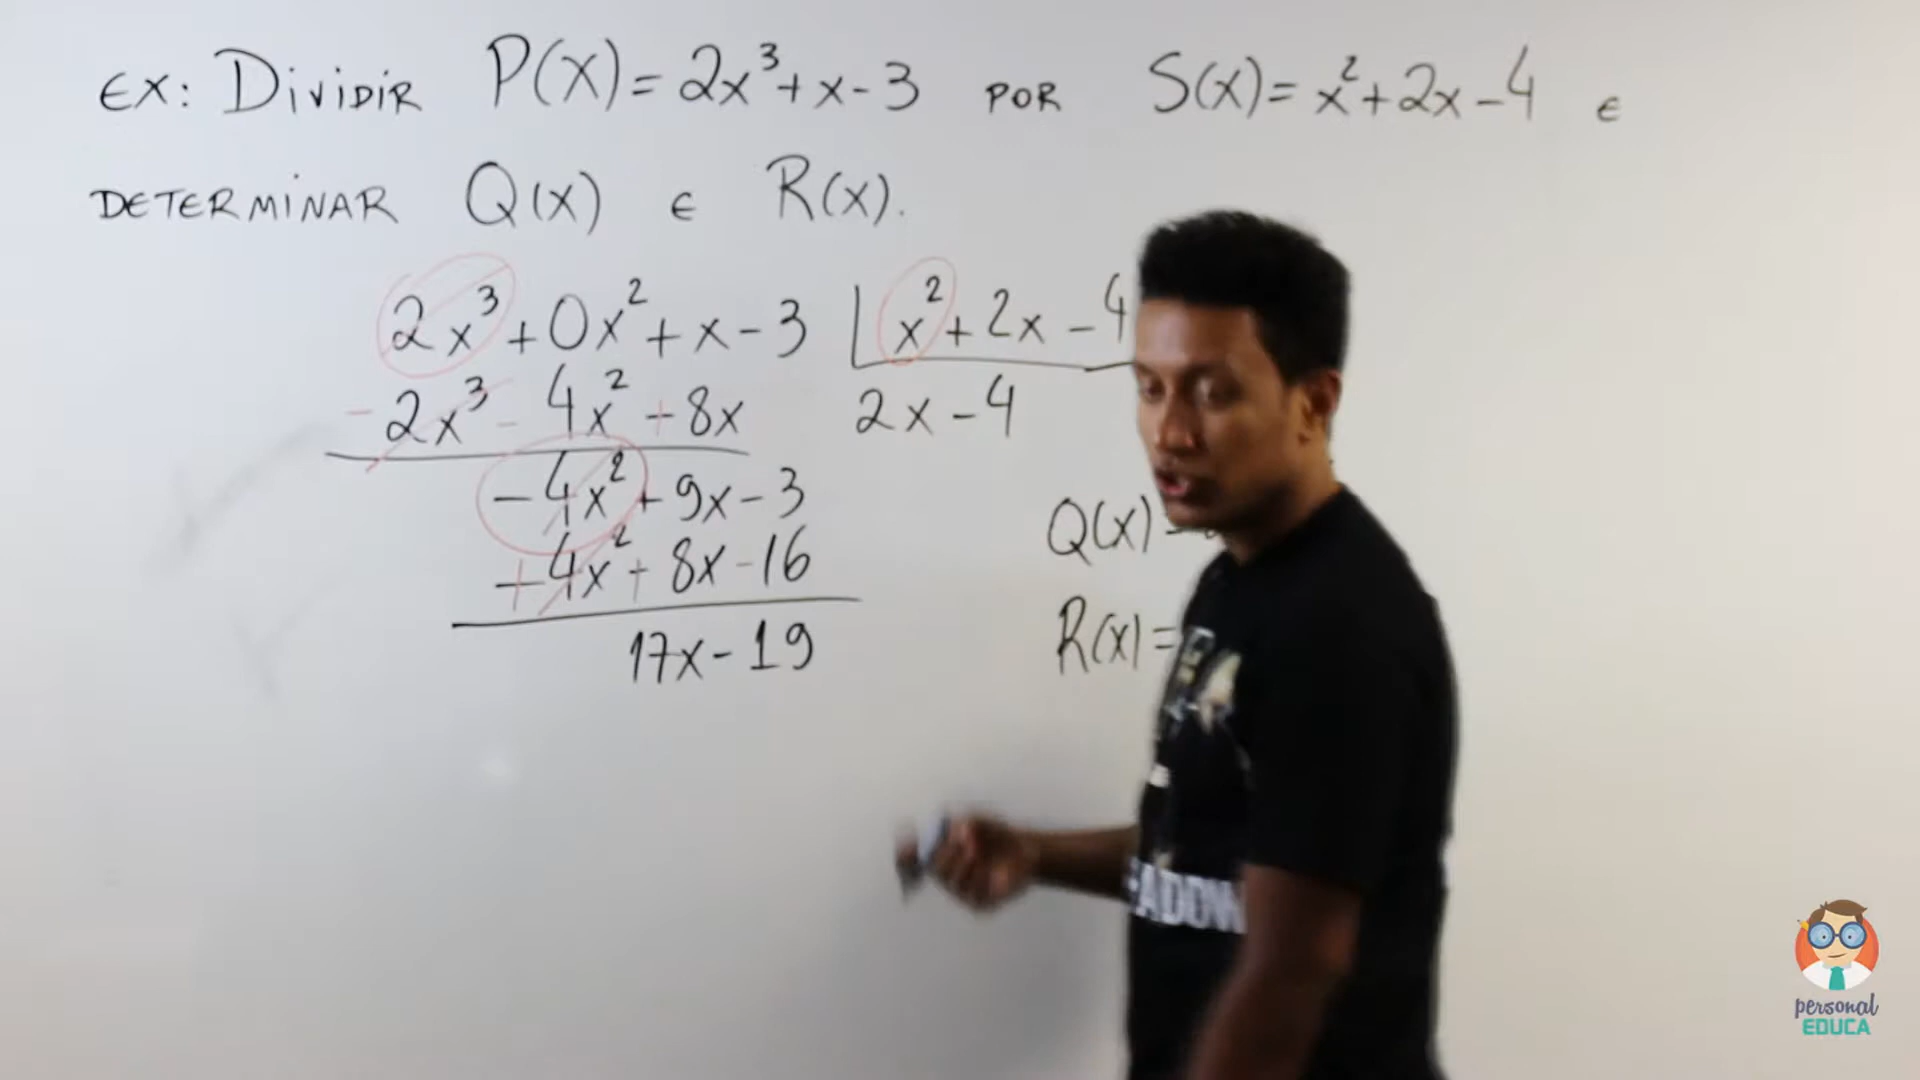 EX: Dividir P(x) = 2x³ + x - 3 POR S(x) = x² + 2x - 4 E
DETERMINAR Q(x) E R(x).
2x³ + 0x² + x - 3 | x² + 2x - 4
- 2x³ - 4x² + 8x 2x - 4
- 4x² + 9x - 3
Q(x) =
+ 4x² + 8x - 16
17x - 19
R(x) =
ADOW
personal
EDUCA